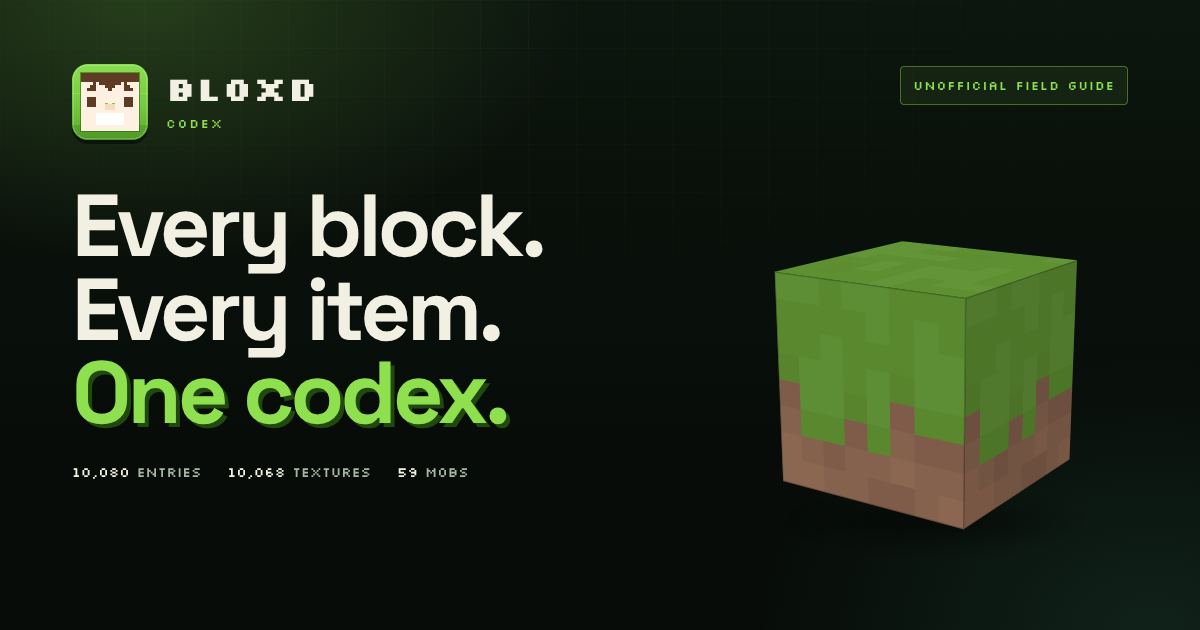 BLOXD
CODEX
UNOFFICIAL FIELD GUIDE
Every block.
Every item.
One codex.
10,080 ENTRIES 10,068 TEXTURES 59 MOBS